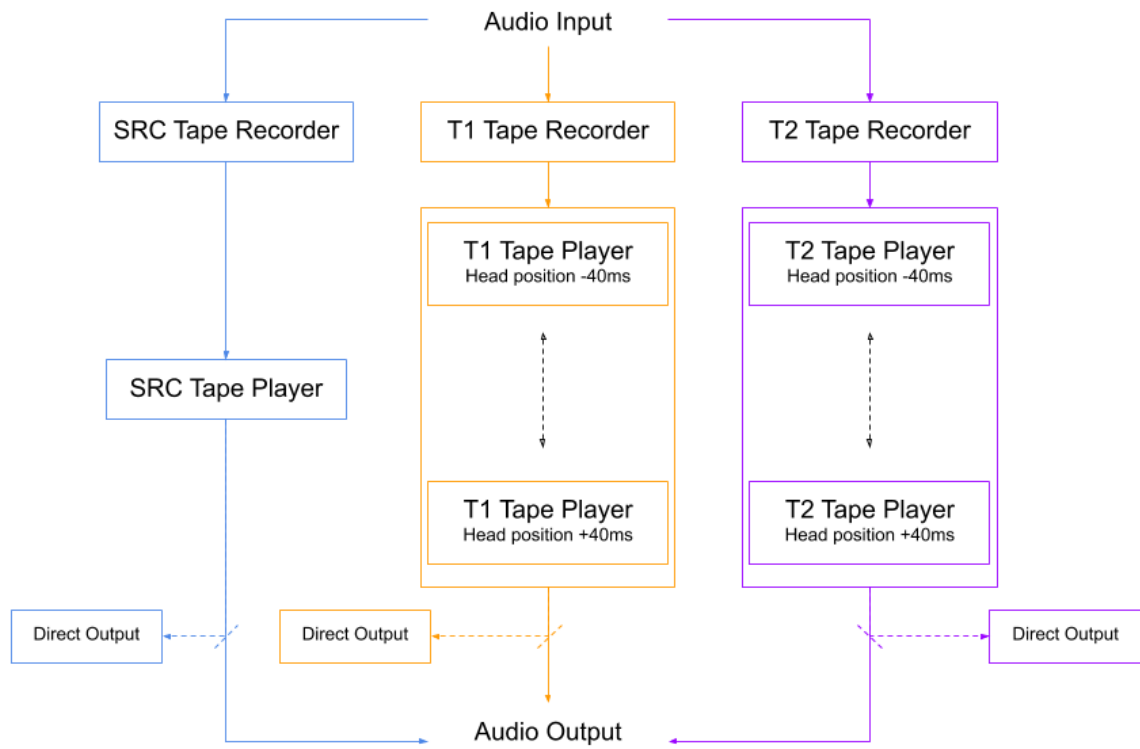 Audio Input
SRC Tape Recorder
T1 Tape Recorder
T2 Tape Recorder
T1 Tape Player
Head position -40ms
T2 Tape Player
Head position -40ms
SRC Tape Player
T1 Tape Player
Head position +40ms
T2 Tape Player
Head position +40ms
Direct Output
Direct Output
Direct Output
Audio Output